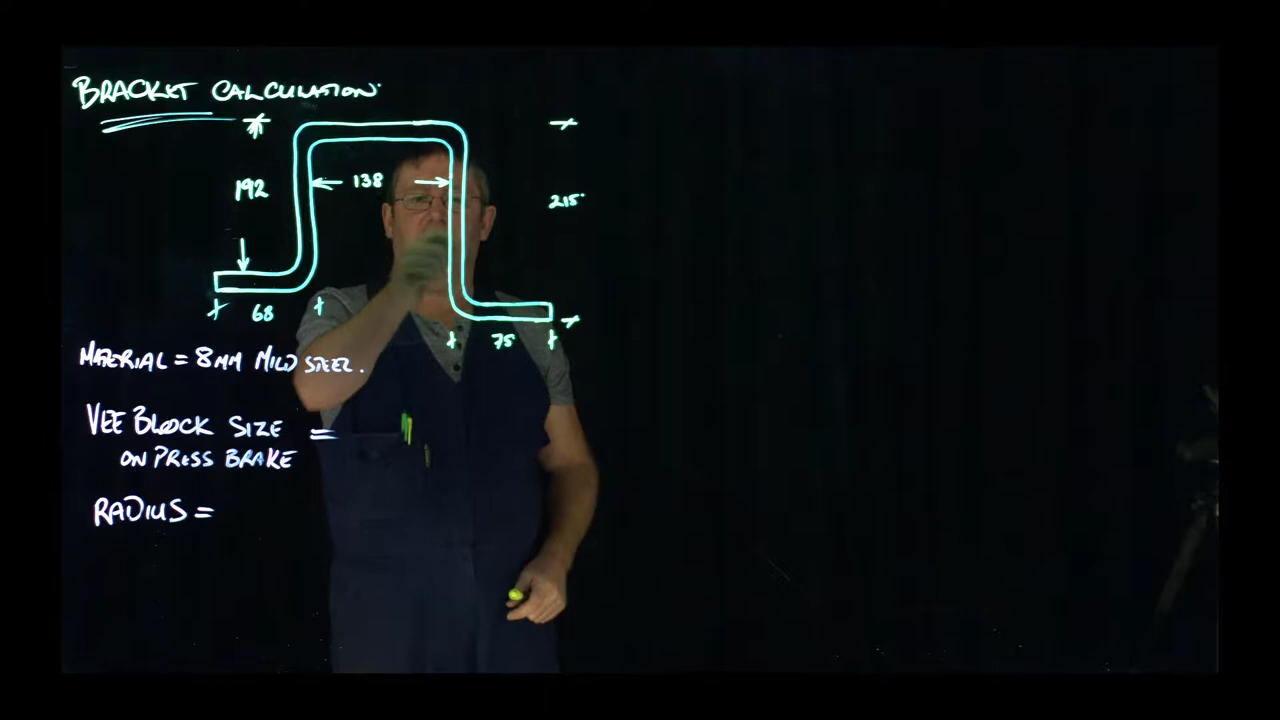 BRACKET CALCULATION
192
138
215
68
75
MATERIAL = 8MM MILD STEEL.
VEE BLOCK SIZE =
ON PRESS BRAKE
RADIUS =